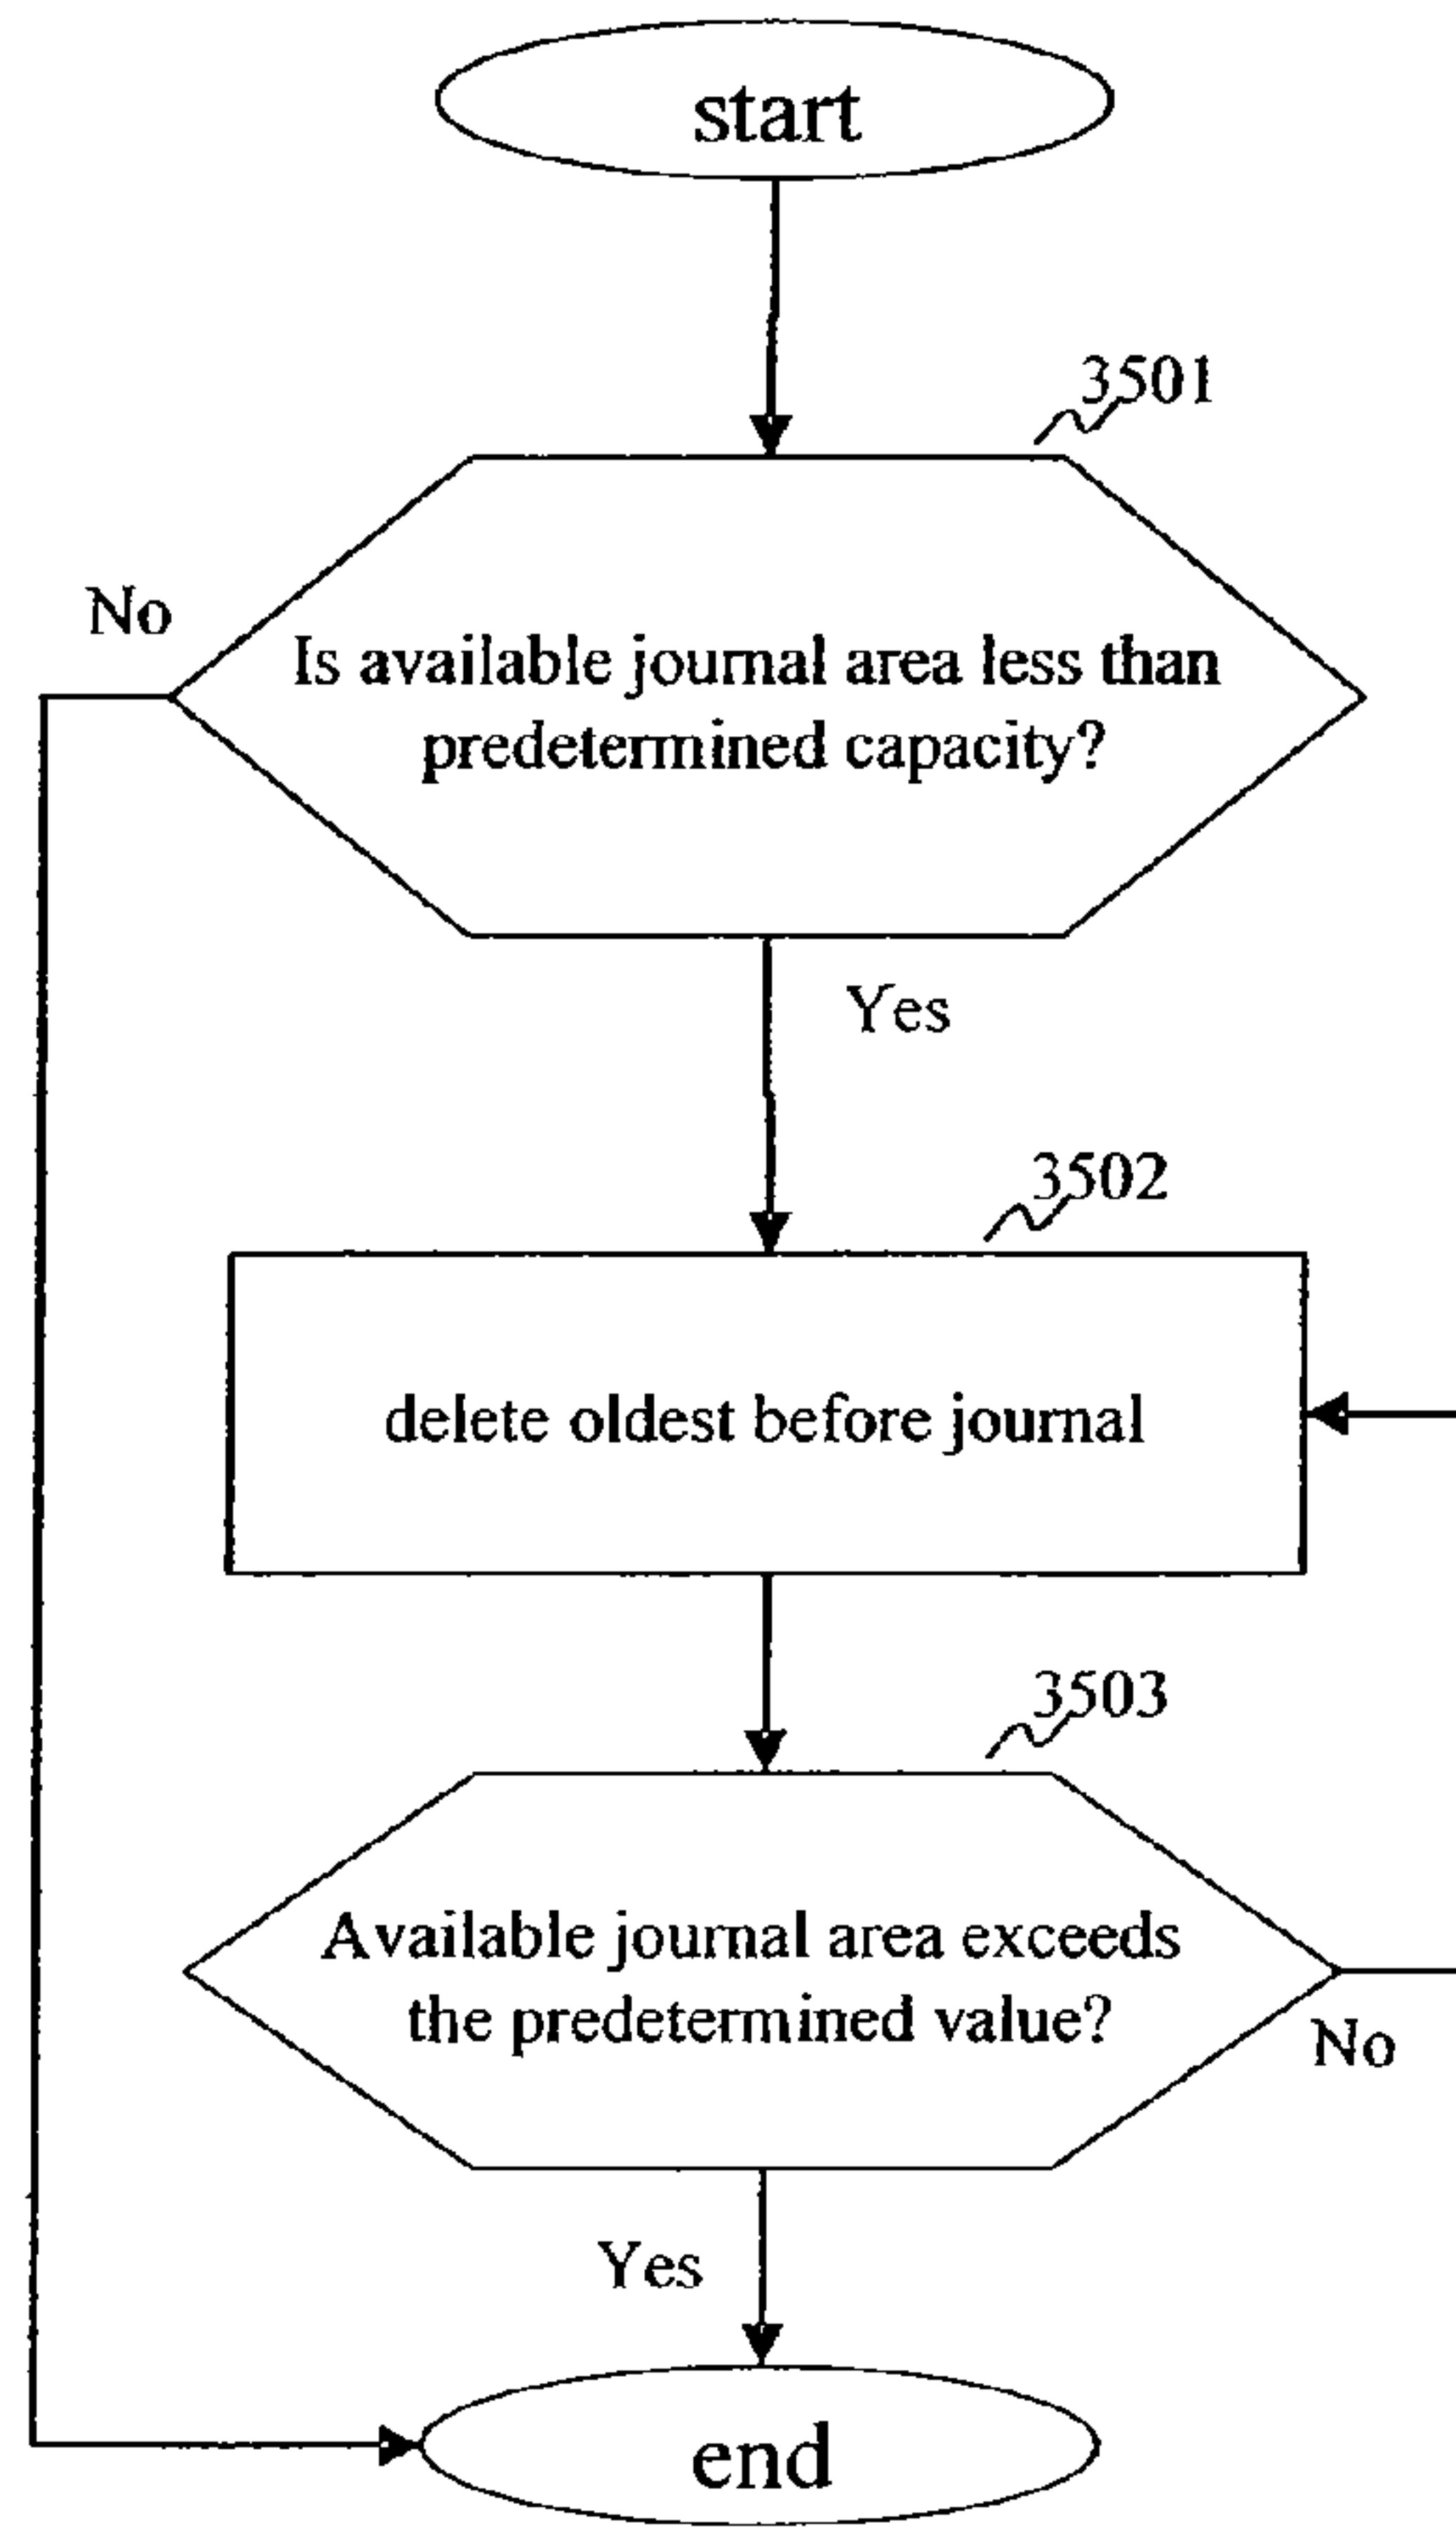 start
3501
No
Is available journal area less than
predetermined capacity?
Yes
3502
delete oldest before journal
3503
Available journal area exceeds
the predetermined value?
No
Yes
end